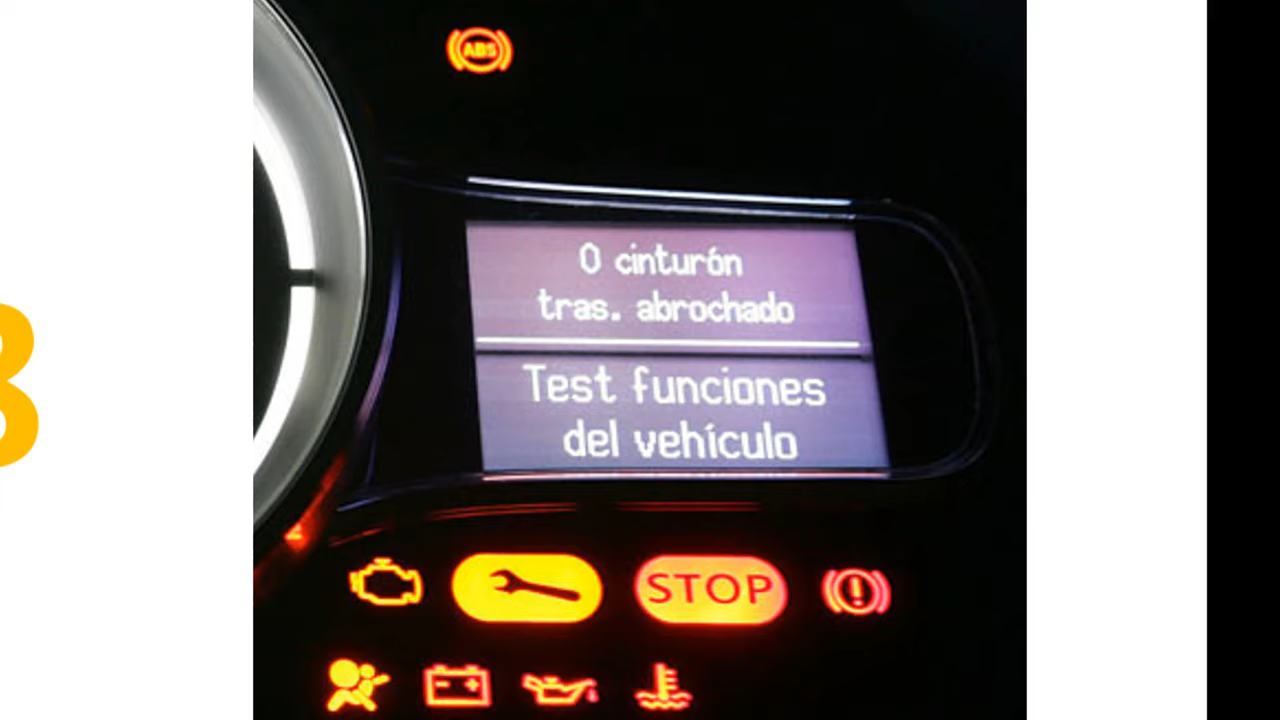 ABS
0 cinturón
tras. abrochado
Test funciones
del vehículo
STOP